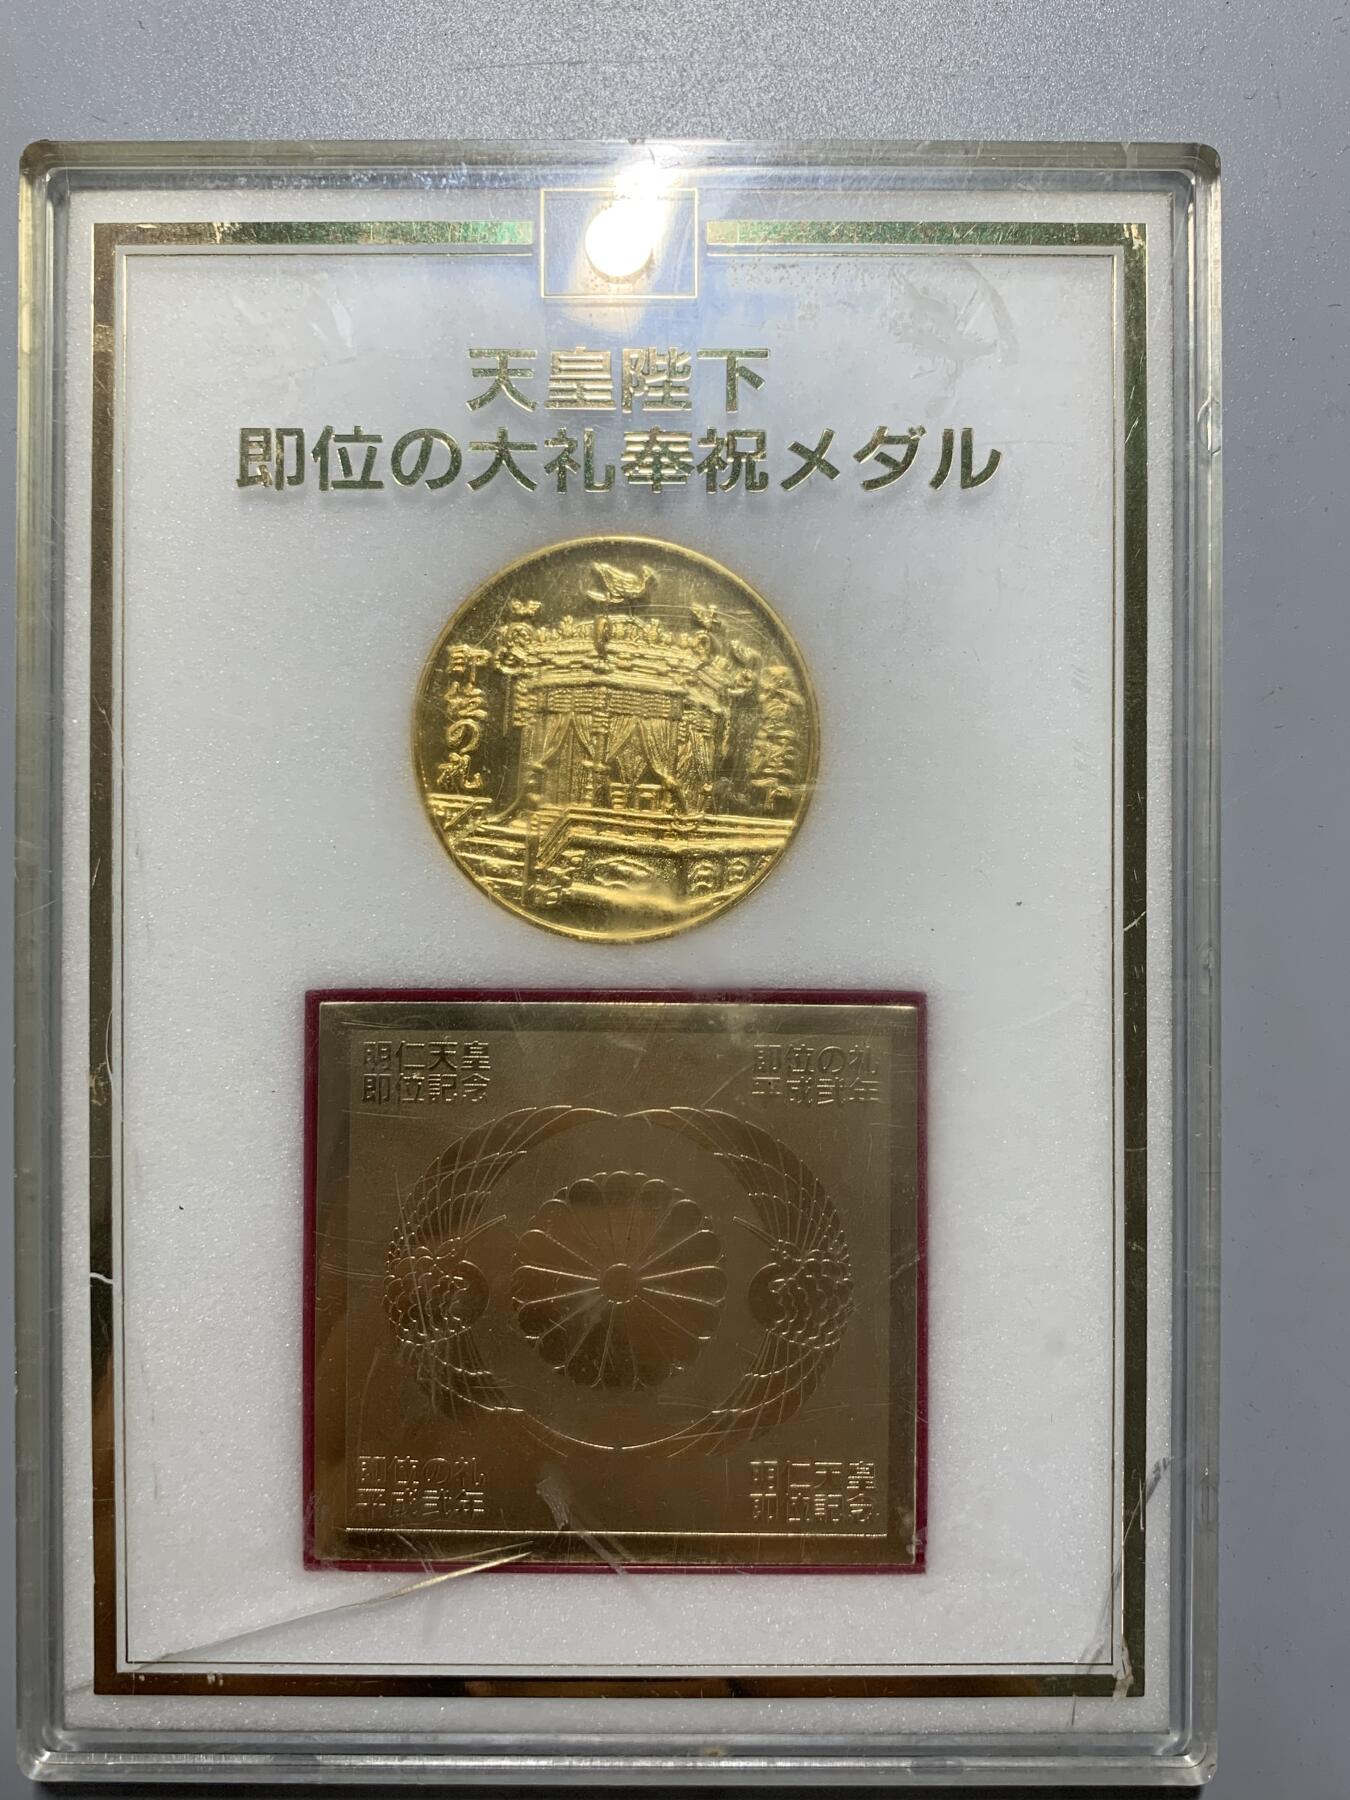 天皇陛下
即位の大礼奉祝メダル
天皇陛下
即位の礼
明仁天皇
即位記念
即位の礼
平成弐年
即位の礼
平成弐年
明仁天皇
即位記念